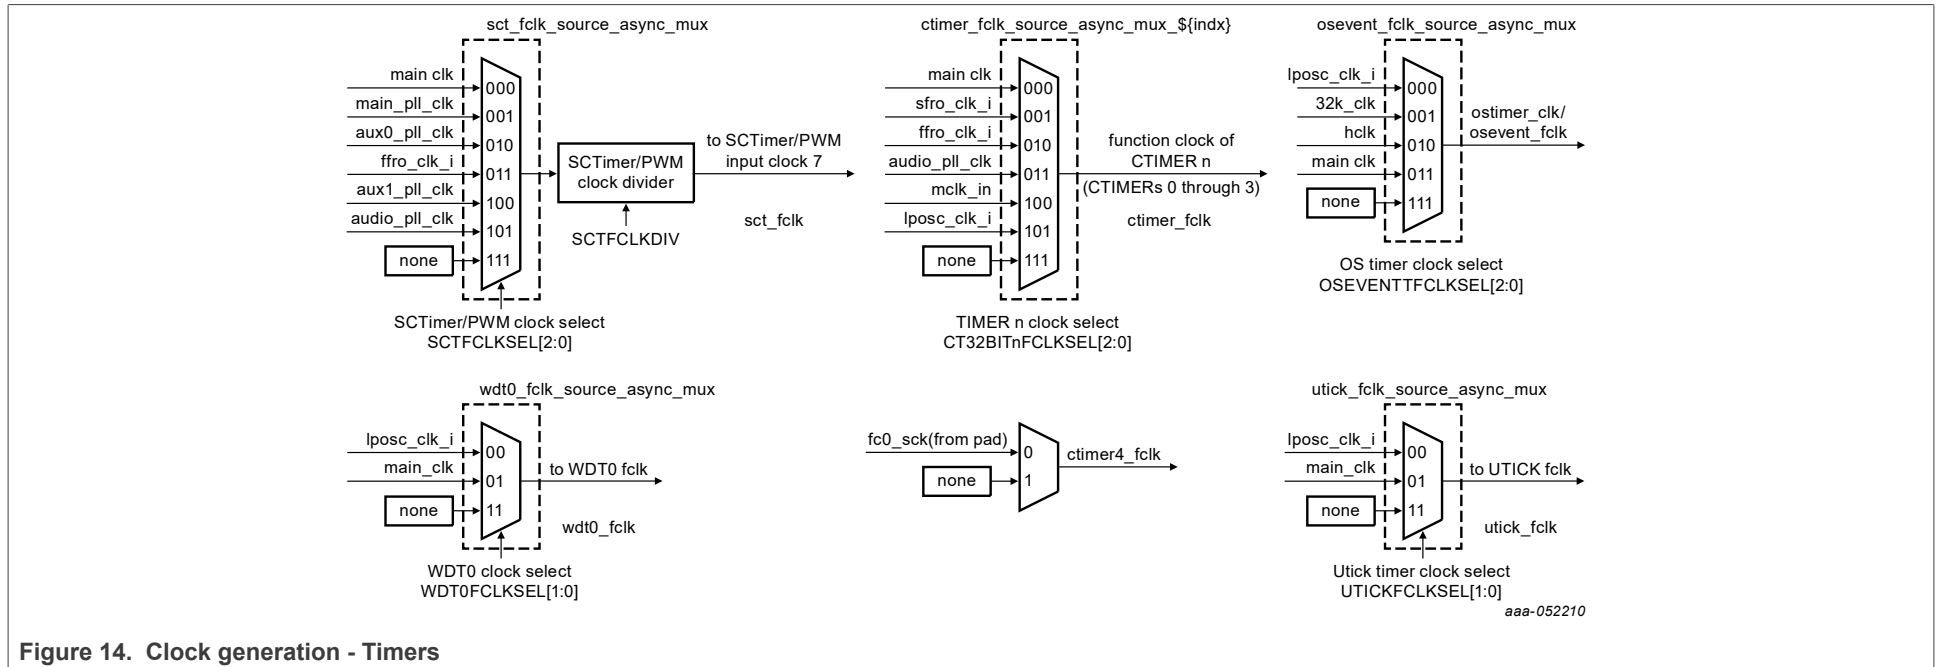 sct_fclk_source_async_mux
main clk
000
main_pll_clk
001
aux0_pll_clk
010
ffro_clk_i
011
aux1_pll_clk
100
audio_pll_clk
101
none
111
SCTimer/PWM
clock divider
SCTFCLKDIV
to SCTimer/PWM
input clock 7
sct_fclk
SCTimer/PWM clock select
SCTFCLKSEL[2:0]
ctimer_fclk_source_async_mux_${indx}
main clk
000
sfro_clk_i
001
ffro_clk_i
010
audio_pll_clk
011
mclk_in
100
lposc_clk_i
101
none
111
function clock of
CTIMER n
(CTIMERs 0 through 3)
ctimer_fclk
TIMER n clock select
CT32BITnFCLKSEL[2:0]
osevent_fclk_source_async_mux
lposc_clk_i
000
32k_clk
001
hclk
010
main clk
011
none
111
ostimer_clk/
osevent_fclk
OS timer clock select
OSEVENTTFCLKSEL[2:0]
wdt0_fclk_source_async_mux
lposc_clk_i
00
main_clk
01
none
11
to WDT0 fclk
wdt0_fclk
WDT0 clock select
WDT0FCLKSEL[1:0]
fc0_sck(from pad)
0
none
1
ctimer4_fclk
utick_fclk_source_async_mux
lposc_clk_i
00
main_clk
01
none
11
to UTICK fclk
utick_fclk
Utick timer clock select
UTICKFCLKSEL[1:0]
aaa-052210
Figure 14. Clock generation - Timers